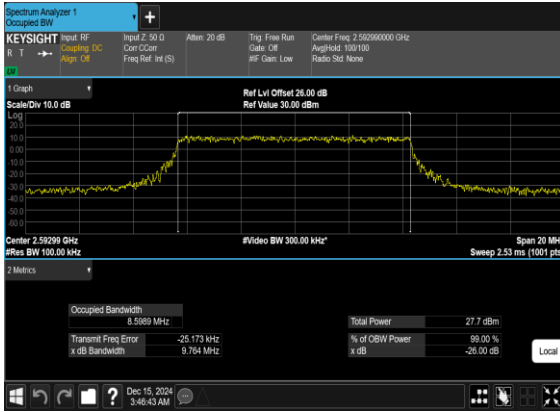 Spectrum Analyzer 1
Occupied BW
+
KEYSIGHT Input: RF Input Z: 50 Ω Atten: 20 dB Trig: Free Run Center Freq: 2.592990000 GHz
R T Coupling: DC Corr CCorr Gate: Off Avg|Hold: 100/100
Align: Off Freq Ref: Int (S) #IF Gain: Low Radio Std: None
1 Graph
Ref Lvl Offset 26.00 dB
Scale/Div 10.0 dB Ref Value 30.00 dBm
Log
20.0
10.0
0.00
-10.0
-20.0
-30.0
-40.0
-50.0
-60.0
Center 2.59299 GHz #Video BW 300.00 kHz* Span 20 MH
#Res BW 100.00 kHz Sweep 2.53 ms (1001 pts
2 Metrics
Occupied Bandwidth
8.5989 MHz Total Power 27.7 dBm
Transmit Freq Error -25.173 kHz % of OBW Power 99.00 %
x dB Bandwidth 9.764 MHz x dB -26.00 dB
Local
? Dec 15, 2024
3:46:43 AM